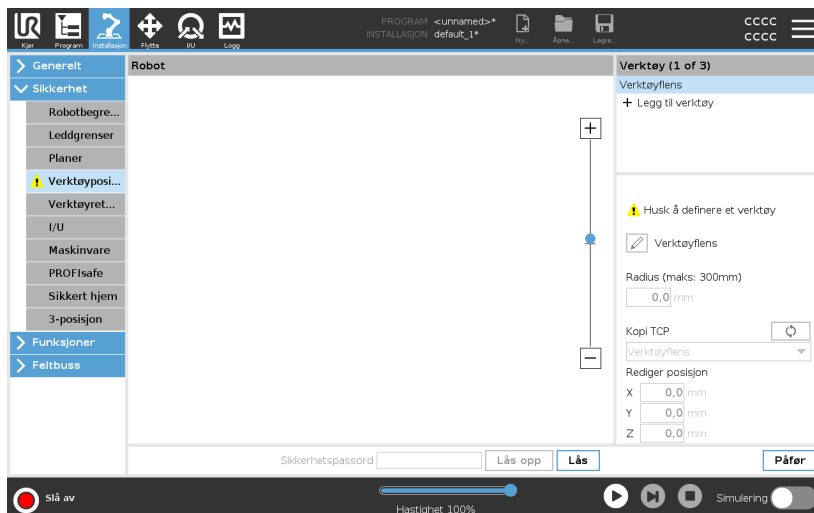 PROGRAM <unnamed>*
INSTALLASJON default_1*
Kjør Program Installasjon Flytte I/U Logg
Ny... Åpne... Lagre...
CCCC
CCCC
Generelt
Sikkerhet
Robotbegre...
Leddgrenser
Planer
Verktøyposi...
Verktøyret...
I/U
Maskinvare
PROFIsafe
Sikkert hjem
3-posisjon
Funksjoner
Feltbuss
Robot
Verktøy (1 of 3)
Verktøyflens
+ Legg til verktøy
Husk å definere et verktøy
Verktøyflens
Radius (maks: 300mm)
0,0 mm
Kopi TCP
Verktøyflens
Rediger posisjon
X 0,0 mm
Y 0,0 mm
Z 0,0 mm
Sikkerhetspassord Lås opp Lås Påfør
Slå av
Hastighet 100%
Simulering